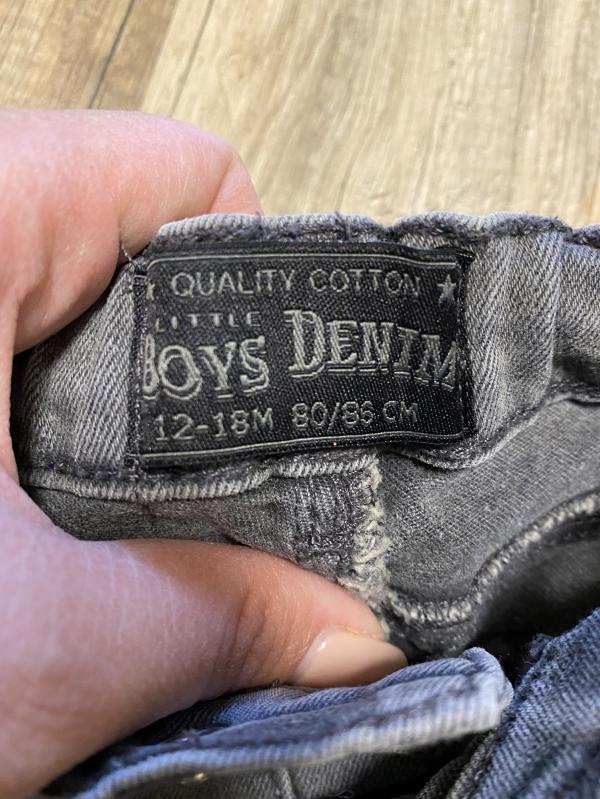 QUALITY COTTON
LITTLE
BOYS DENIM
12-18M 80/86 CM